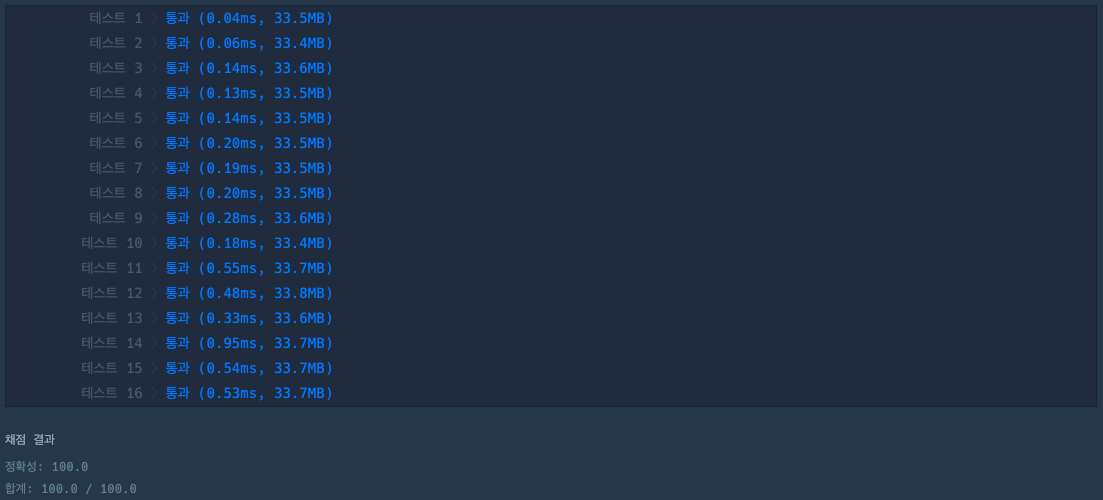 테스트 1 > 통과 (0.04ms, 33.5MB)
테스트 2 > 통과 (0.06ms, 33.4MB)
테스트 3 > 통과 (0.14ms, 33.6MB)
테스트 4 > 통과 (0.13ms, 33.5MB)
테스트 5 > 통과 (0.14ms, 33.5MB)
테스트 6 > 통과 (0.20ms, 33.5MB)
테스트 7 > 통과 (0.19ms, 33.5MB)
테스트 8 > 통과 (0.20ms, 33.5MB)
테스트 9 > 통과 (0.28ms, 33.6MB)
테스트 10 > 통과 (0.18ms, 33.4MB)
테스트 11 > 통과 (0.55ms, 33.7MB)
테스트 12 > 통과 (0.48ms, 33.8MB)
테스트 13 > 통과 (0.33ms, 33.6MB)
테스트 14 > 통과 (0.95ms, 33.7MB)
테스트 15 > 통과 (0.54ms, 33.7MB)
테스트 16 > 통과 (0.53ms, 33.7MB)
채점 결과
정확성: 100.0
합계: 100.0 / 100.0